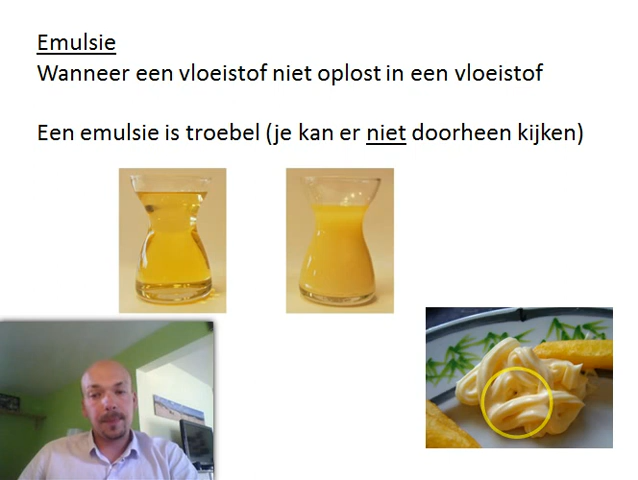 Emulsie
Wanneer een vloeistof niet oplost in een vloeistof
Een emulsie is troebel (je kan er niet doorheen kijken)